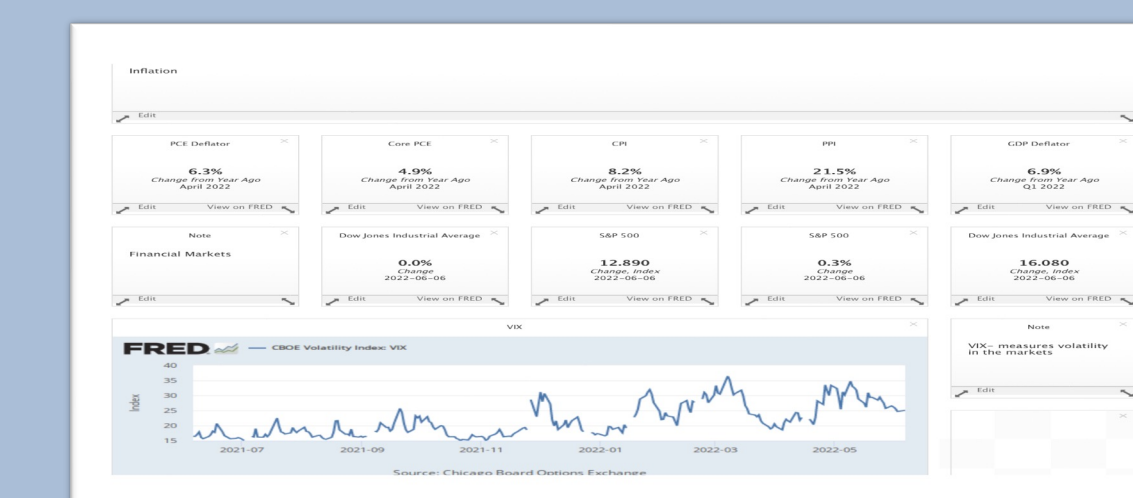 Inflation
Edit
PCE Deflator
6.3%
Change from Year Ago
April 2022
Edit View on FRED
Core PCE
4.9%
Change from Year Ago
April 2022
Edit View on FRED
CPI
8.2%
Change from Year Ago
April 2022
Edit View on FRED
PPI
21.5%
Change from Year Ago
April 2022
Edit View on FRED
GDP Deflator
6.9%
Change from Year Ago
Q1 2022
Edit View on FRED
Note
Financial Markets
Edit
Dow Jones Industrial Average
0.0%
Change
2022-06-06
Edit View on FRED
S&P 500
12.890
Change, Index
2022-06-06
Edit View on FRED
S&P 500
0.3%
Change
2022-06-06
Edit View on FRED
Dow Jones Industrial Average
16.080
Change, Index
2022-06-06
Edit View on FRED
VIX
FRED
CBOE Volatility Index: VIX
Index
40
35
30
25
20
15
2021-07 2021-09 2021-11 2022-01 2022-03 2022-05
Source: Chicago Board Options Exchange
Note
VIX- measures volatility
in the markets
Edit